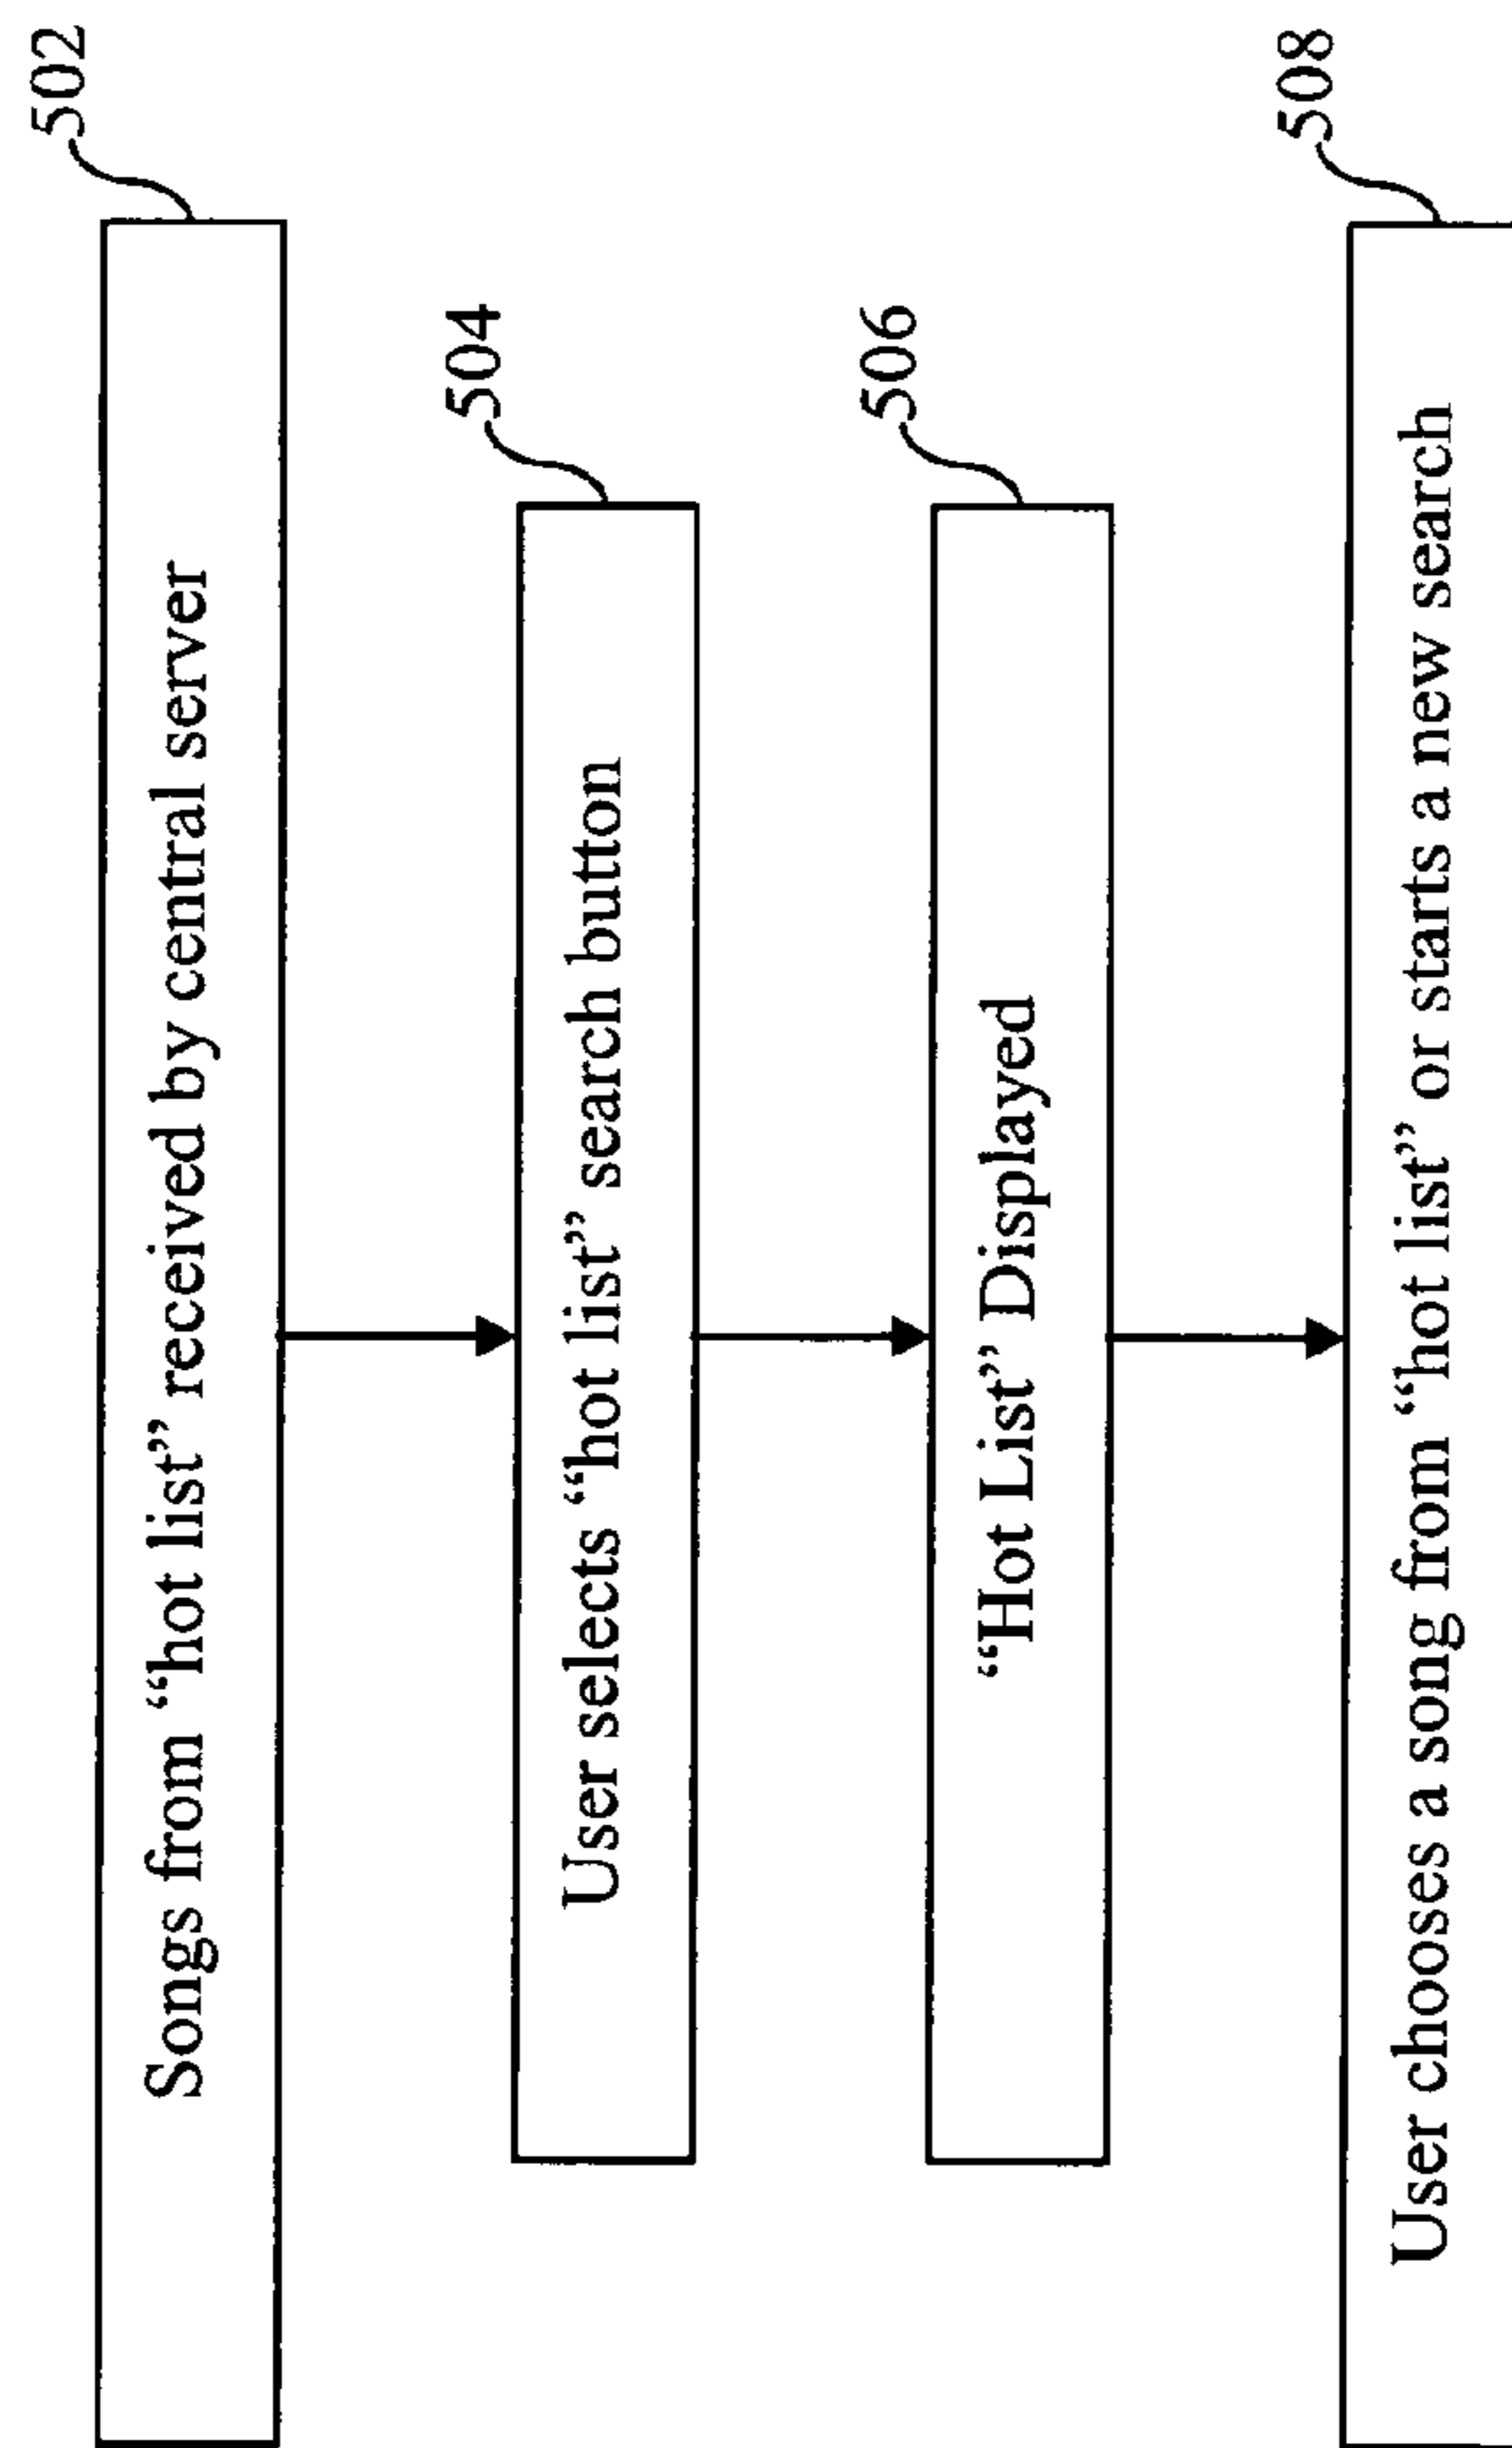 502
Songs from “hot list” received by central server
504
User selects “hot list” search button
506
“Hot List” Displayed
508
User chooses a song from “hot list” or starts a new search